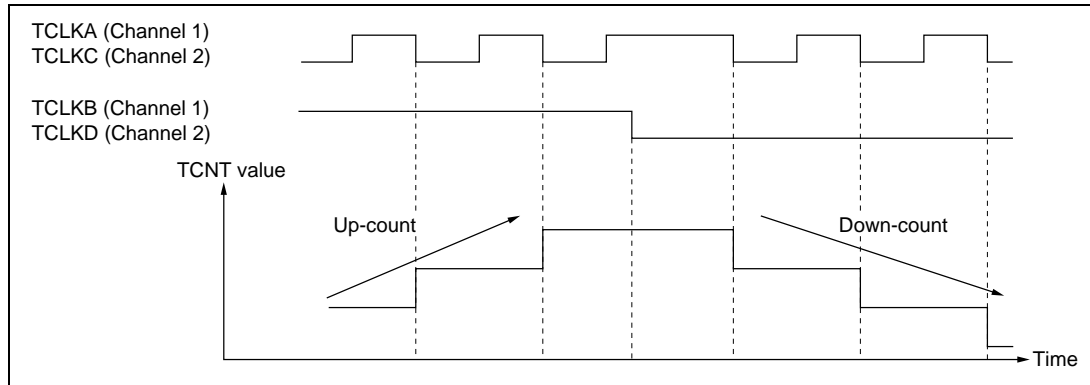 TCLKA (Channel 1)
TCLKC (Channel 2)
TCLKB (Channel 1)
TCLKD (Channel 2)
TCNT value
Up-count
Down-count
Time